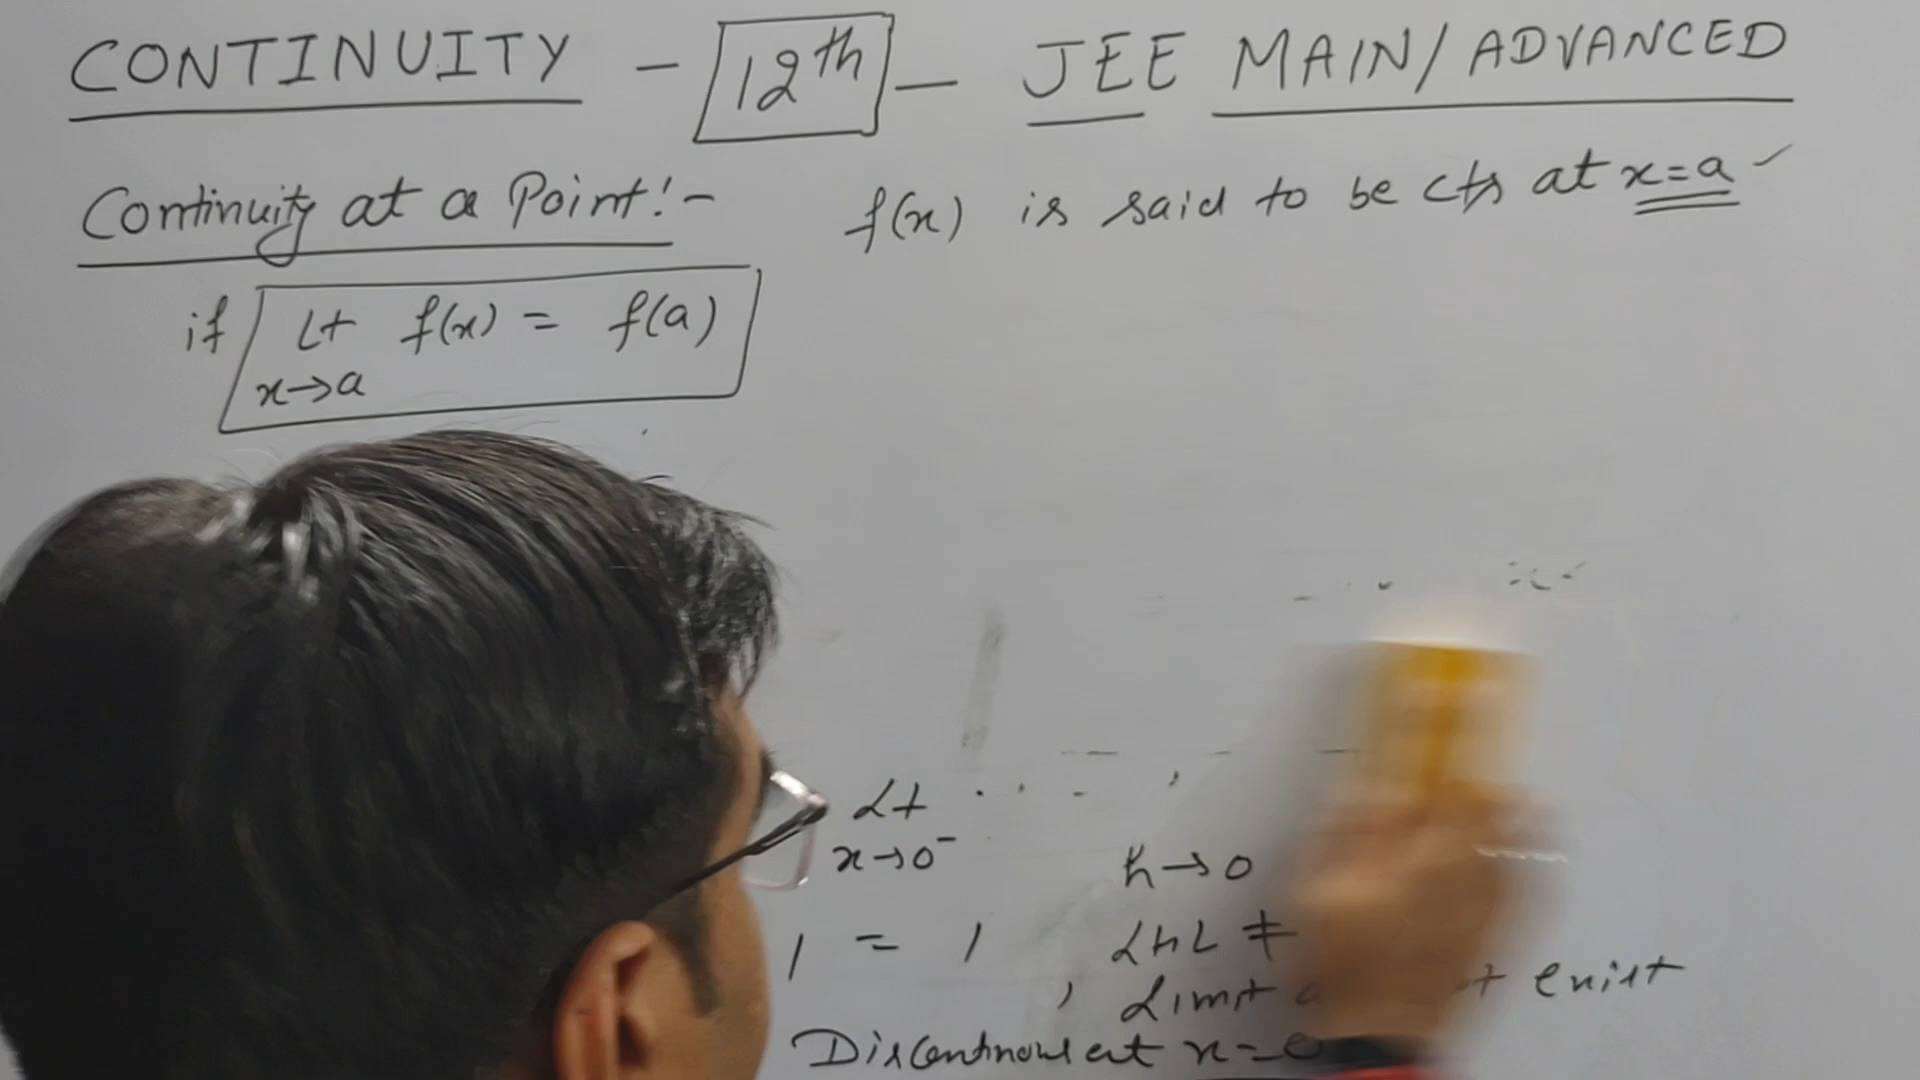 CONTINUITY - 12th - JEE MAIN/ADVANCED
Continuity at a Point:- f(x) is said to be cts at x=a
if Lt f(x) = f(a)
x→a
Lt
x→0⁻ h→0
1 = 1 , LHL ≠
, Limit exist
Discontinous at x=0